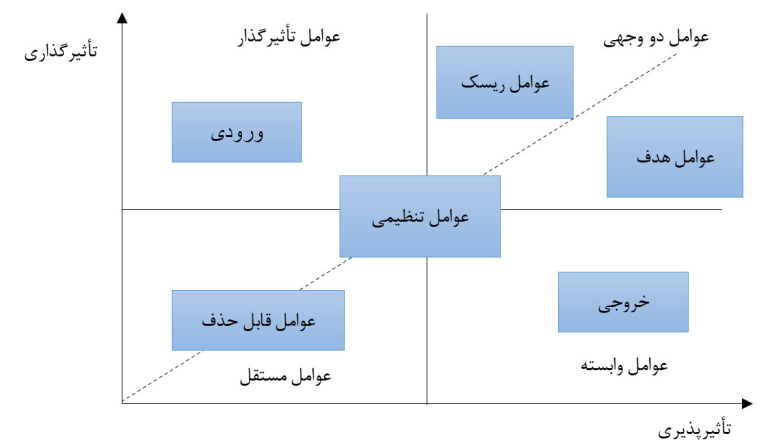 تأثیرگذاری
عوامل تأثیرگذار
عوامل دو وجهی
عوامل ریسک
ورودی
عوامل هدف
عوامل تنظیمی
خروجی
عوامل قابل حذف
عوامل وابسته
عوامل مستقل
تأثیرپذیری